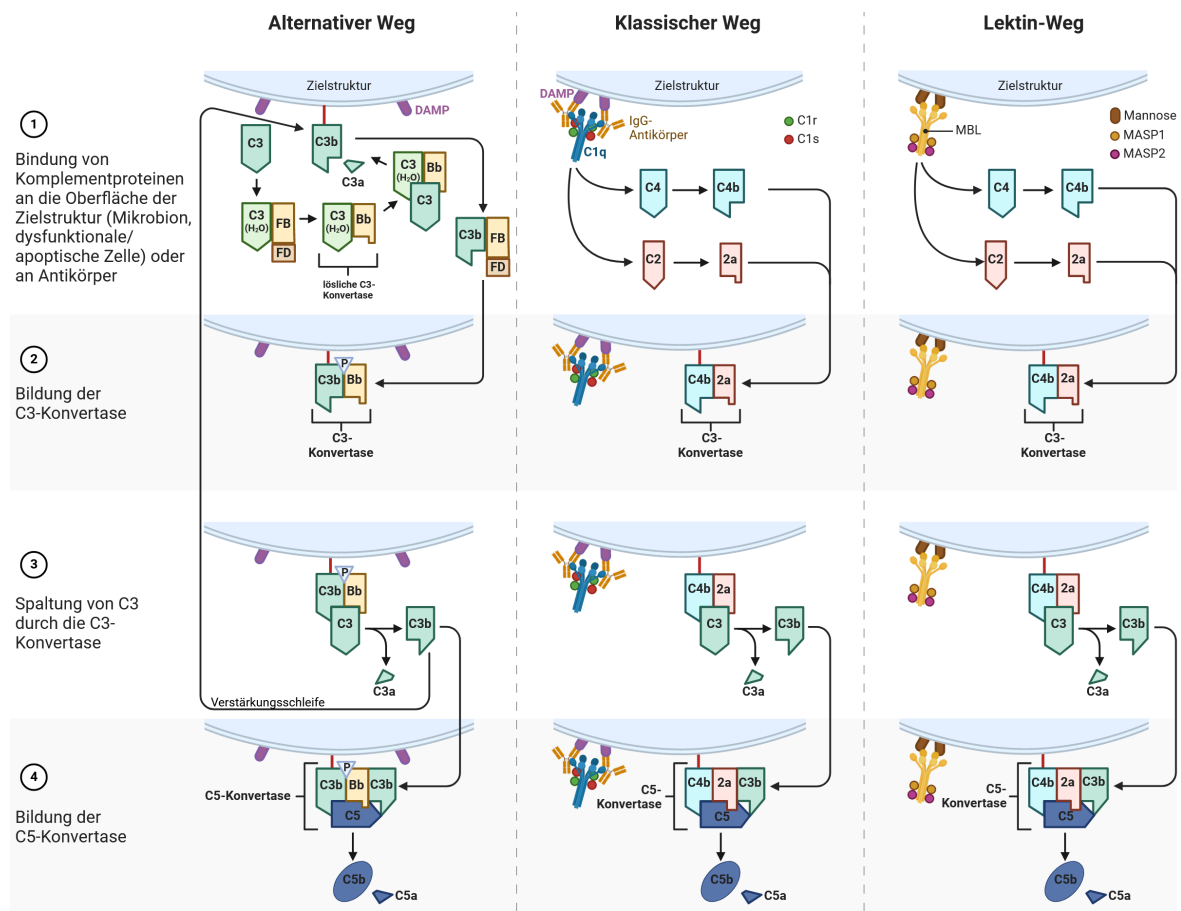 Alternativer Weg
Klassischer Weg
Lektin-Weg
1
Bindung von
Komplementproteinen
an die Oberfläche der
Zielstruktur (Mikrobion,
dysfunktionale/
apoptische Zelle) oder
an Antikörper
Zielstruktur
DAMP
C3
C3b
C3a
C3
(H₂O)
Bb
C3
C3
(H₂O)
FB
FD
C3
(H₂O)
Bb
lösliche C3-
Konvertase
C3b
FB
FD
Zielstruktur
DAMP
IgG-
Antikörper
C1q
C1r
C1s
C4
C4b
C2
2a
Zielstruktur
MBL
Mannose
MASP1
MASP2
C4
C4b
C2
2a
2
Bildung der
C3-Konvertase
P
C3b
Bb
C3-
Konvertase
C4b
2a
C3-
Konvertase
C4b
2a
C3-
Konvertase
3
Spaltung von C3
durch die C3-
Konvertase
P
C3b
Bb
C3
C3b
C3a
Verstärkungsschleife
C4b
2a
C3
C3b
C3a
C4b
2a
C3
C3b
C3a
4
Bildung der
C5-Konvertase
C5-Konvertase
P
C3b
Bb
C3b
C5
C5b
C5a
C5-
Konvertase
C4b
2a
C3b
C5
C5b
C5a
C5-
Konvertase
C4b
2a
C3b
C5
C5b
C5a